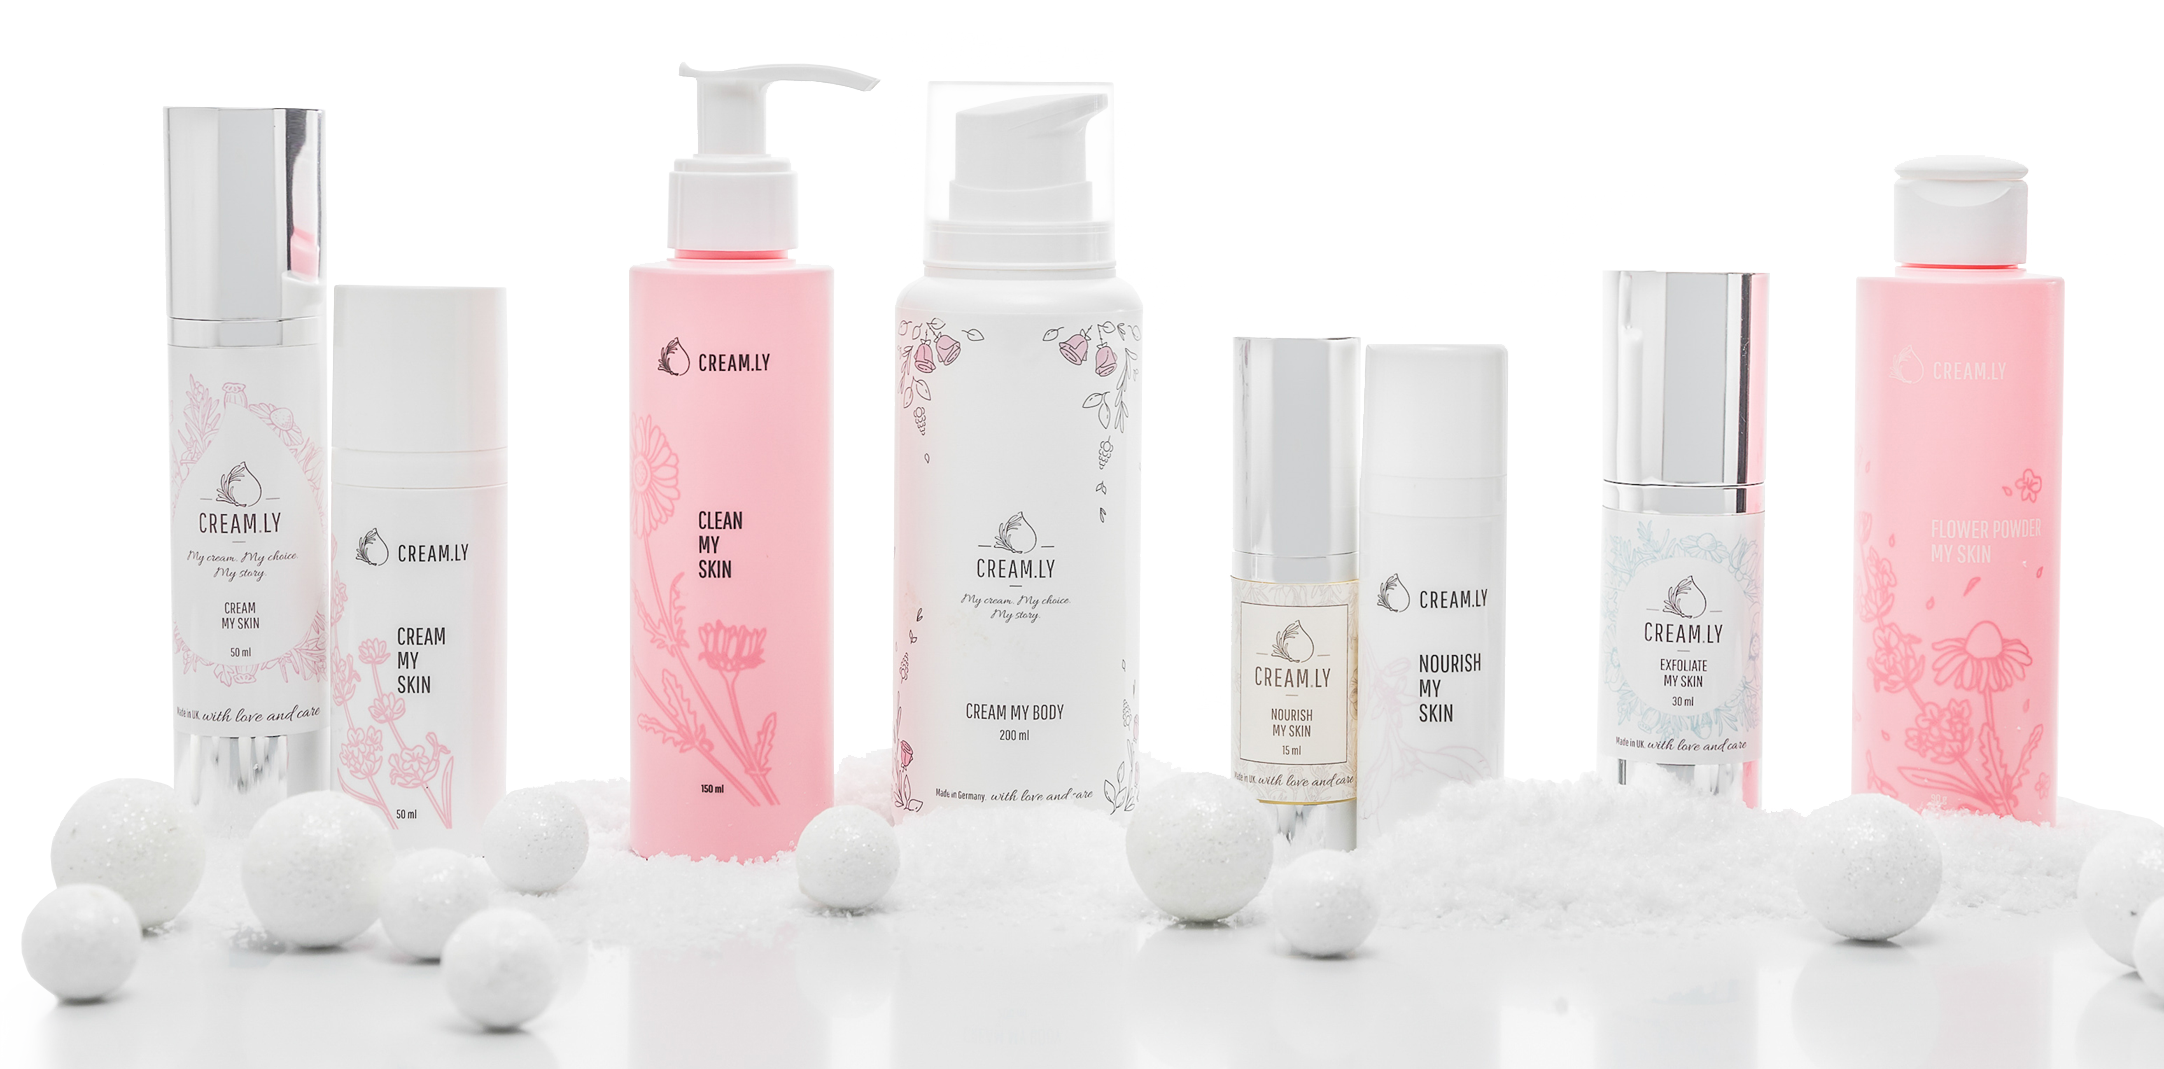 CREAM.LY
My cream. My choice.
My story.
CREAM
MY SKIN
50 ml
Made in UK. with love and care
CREAM.LY
CREAM
MY
SKIN
50 ml
CREAM.LY
CLEAN
MY
SKIN
150 ml
CREAM.LY
My cream. My choice.
My story.
CREAM MY BODY
200 ml
Made in Germany. with love and care
CREAM.LY
NOURISH
MY SKIN
15 ml
Made in UK. with love and care
CREAM.LY
NOURISH
MY
SKIN
CREAM.LY
EXFOLIATE
MY SKIN
30 ml
Made in UK. with love and care
CREAM.LY
FLOWER POWDER
MY SKIN